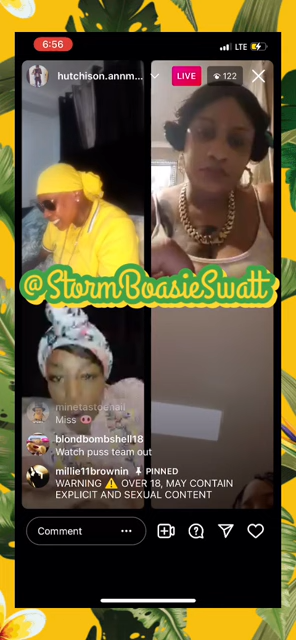 6:56
LTE
hutchison.annm...
LIVE
122
@StormBoasieSwatt
minetastoenail
Miss 🐽
blondbombshell18
Watch puss team out
millie11brownin PINNED
WARNING ⚠️ OVER 18, MAY CONTAIN
EXPLICIT AND SEXUAL CONTENT
Comment ...